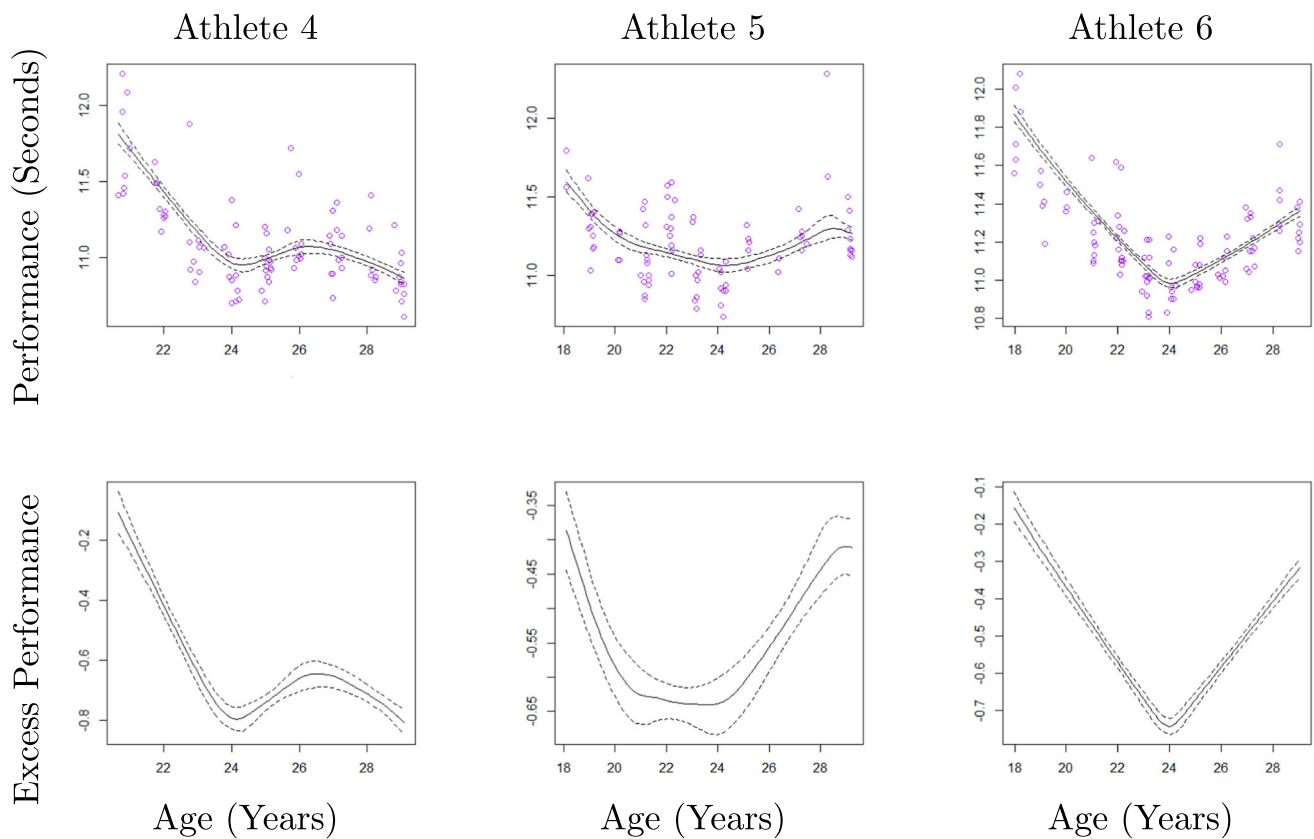 Athlete 4 Athlete 5 Athlete 6
Performance (Seconds)
12.0
11.5
11.0
22 24 26 28
12.0
11.5
11.0
18 20 22 24 26 28
12.0
11.8
11.6
11.4
11.2
11.0
10.8
18 20 22 24 26 28
Excess Performance
-0.2
-0.4
-0.6
-0.8
22 24 26 28
-0.35
-0.45
-0.55
-0.65
18 20 22 24 26 28
-0.1
-0.2
-0.3
-0.4
-0.5
-0.6
-0.7
18 20 22 24 26 28
Age (Years) Age (Years) Age (Years)